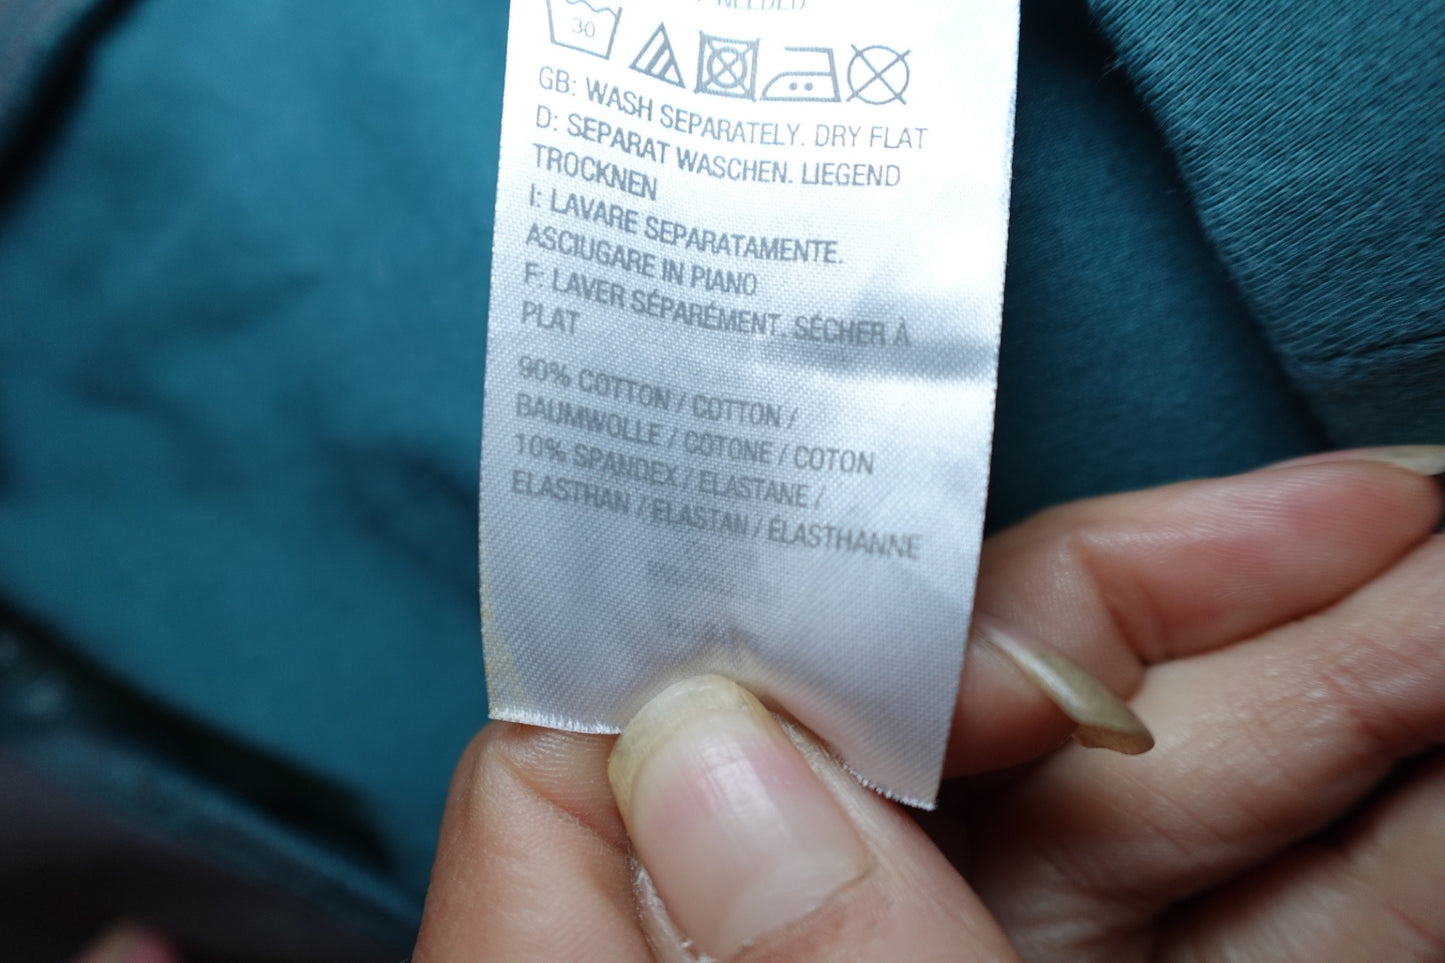 NEEDED
30
GB: WASH SEPARATELY. DRY FLAT
D: SEPARAT WASCHEN. LIEGEND
TROCKNEN
I: LAVARE SEPARATAMENTE.
ASCIUGARE IN PIANO
F: LAVER SÉPARÉMENT. SÉCHER À
PLAT
90% COTTON / COTTON /
BAUMWOLLE / COTONE / COTON
10% SPANDEX / ELASTANE /
ELASTHAN / ELASTAN / ÉLASTHANNE